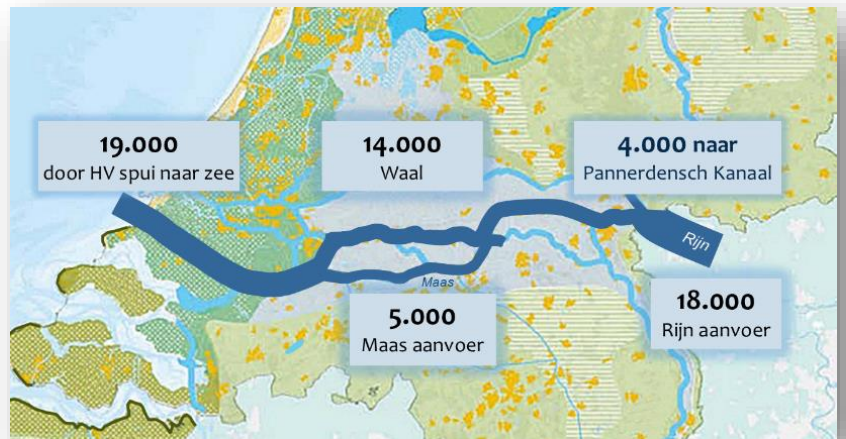 19.000
door HV spui naar zee
14.000
Waal
4.000 naar
Pannerdensch Kanaal
Rijn
Maas
5.000
Maas aanvoer
18.000
Rijn aanvoer